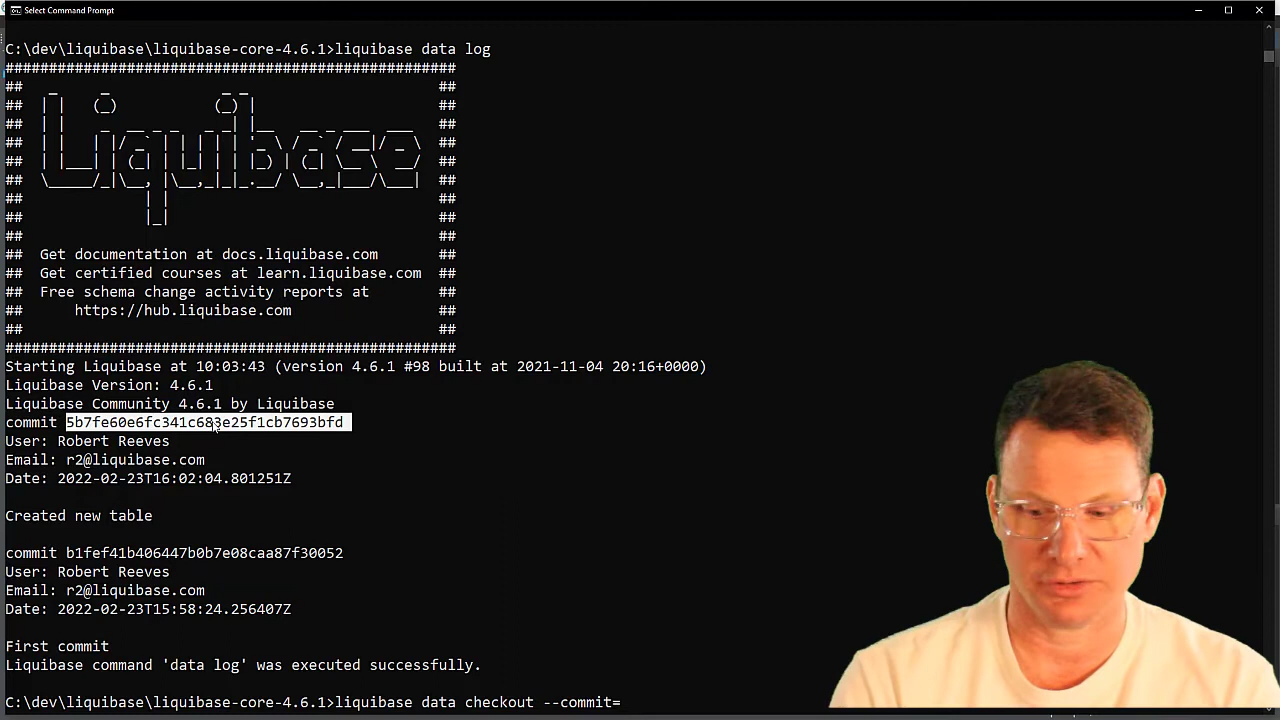 Select Command Prompt
C:\dev\liquibase\liquibase-core-4.6.1>liquibase data log
####################################################
## ##
## Liquibase ##
## ##
## Get documentation at docs.liquibase.com ##
## Get certified courses at learn.liquibase.com ##
## Free schema change activity reports at ##
## https://hub.liquibase.com ##
## ##
####################################################
Starting Liquibase at 10:03:43 (version 4.6.1 #98 built at 2021-11-04 20:16+0000)
Liquibase Version: 4.6.1
Liquibase Community 4.6.1 by Liquibase
commit 5b7fe60e6fc341c683e25f1cb7693bfd
User: Robert Reeves
Email: r2@liquibase.com
Date: 2022-02-23T16:02:04.801251Z
Created new table
commit b1fef41b406447b0b7e08caa87f30052
User: Robert Reeves
Email: r2@liquibase.com
Date: 2022-02-23T15:58:24.256407Z
First commit
Liquibase command 'data log' was executed successfully.
C:\dev\liquibase\liquibase-core-4.6.1>liquibase data checkout --commit=